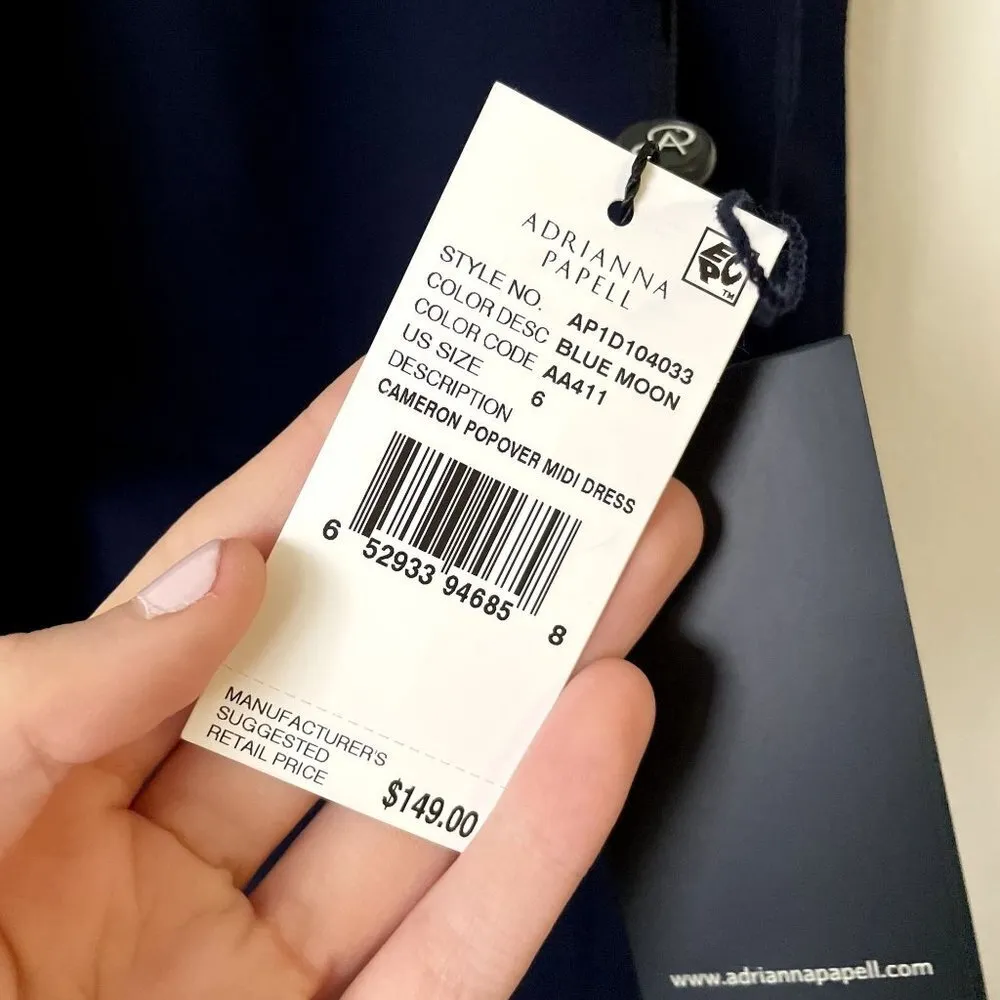 ADRIANNA
PAPELL
EPC
TM
STYLE NO. AP1D104033
COLOR DESC BLUE MOON
COLOR CODE AA411
US SIZE 6
DESCRIPTION
CAMERON POPOVER MIDI DRESS
6 52933 94685 8
MANUFACTURER'S
SUGGESTED
RETAIL PRICE
$149.00
www.adriannapapell.com